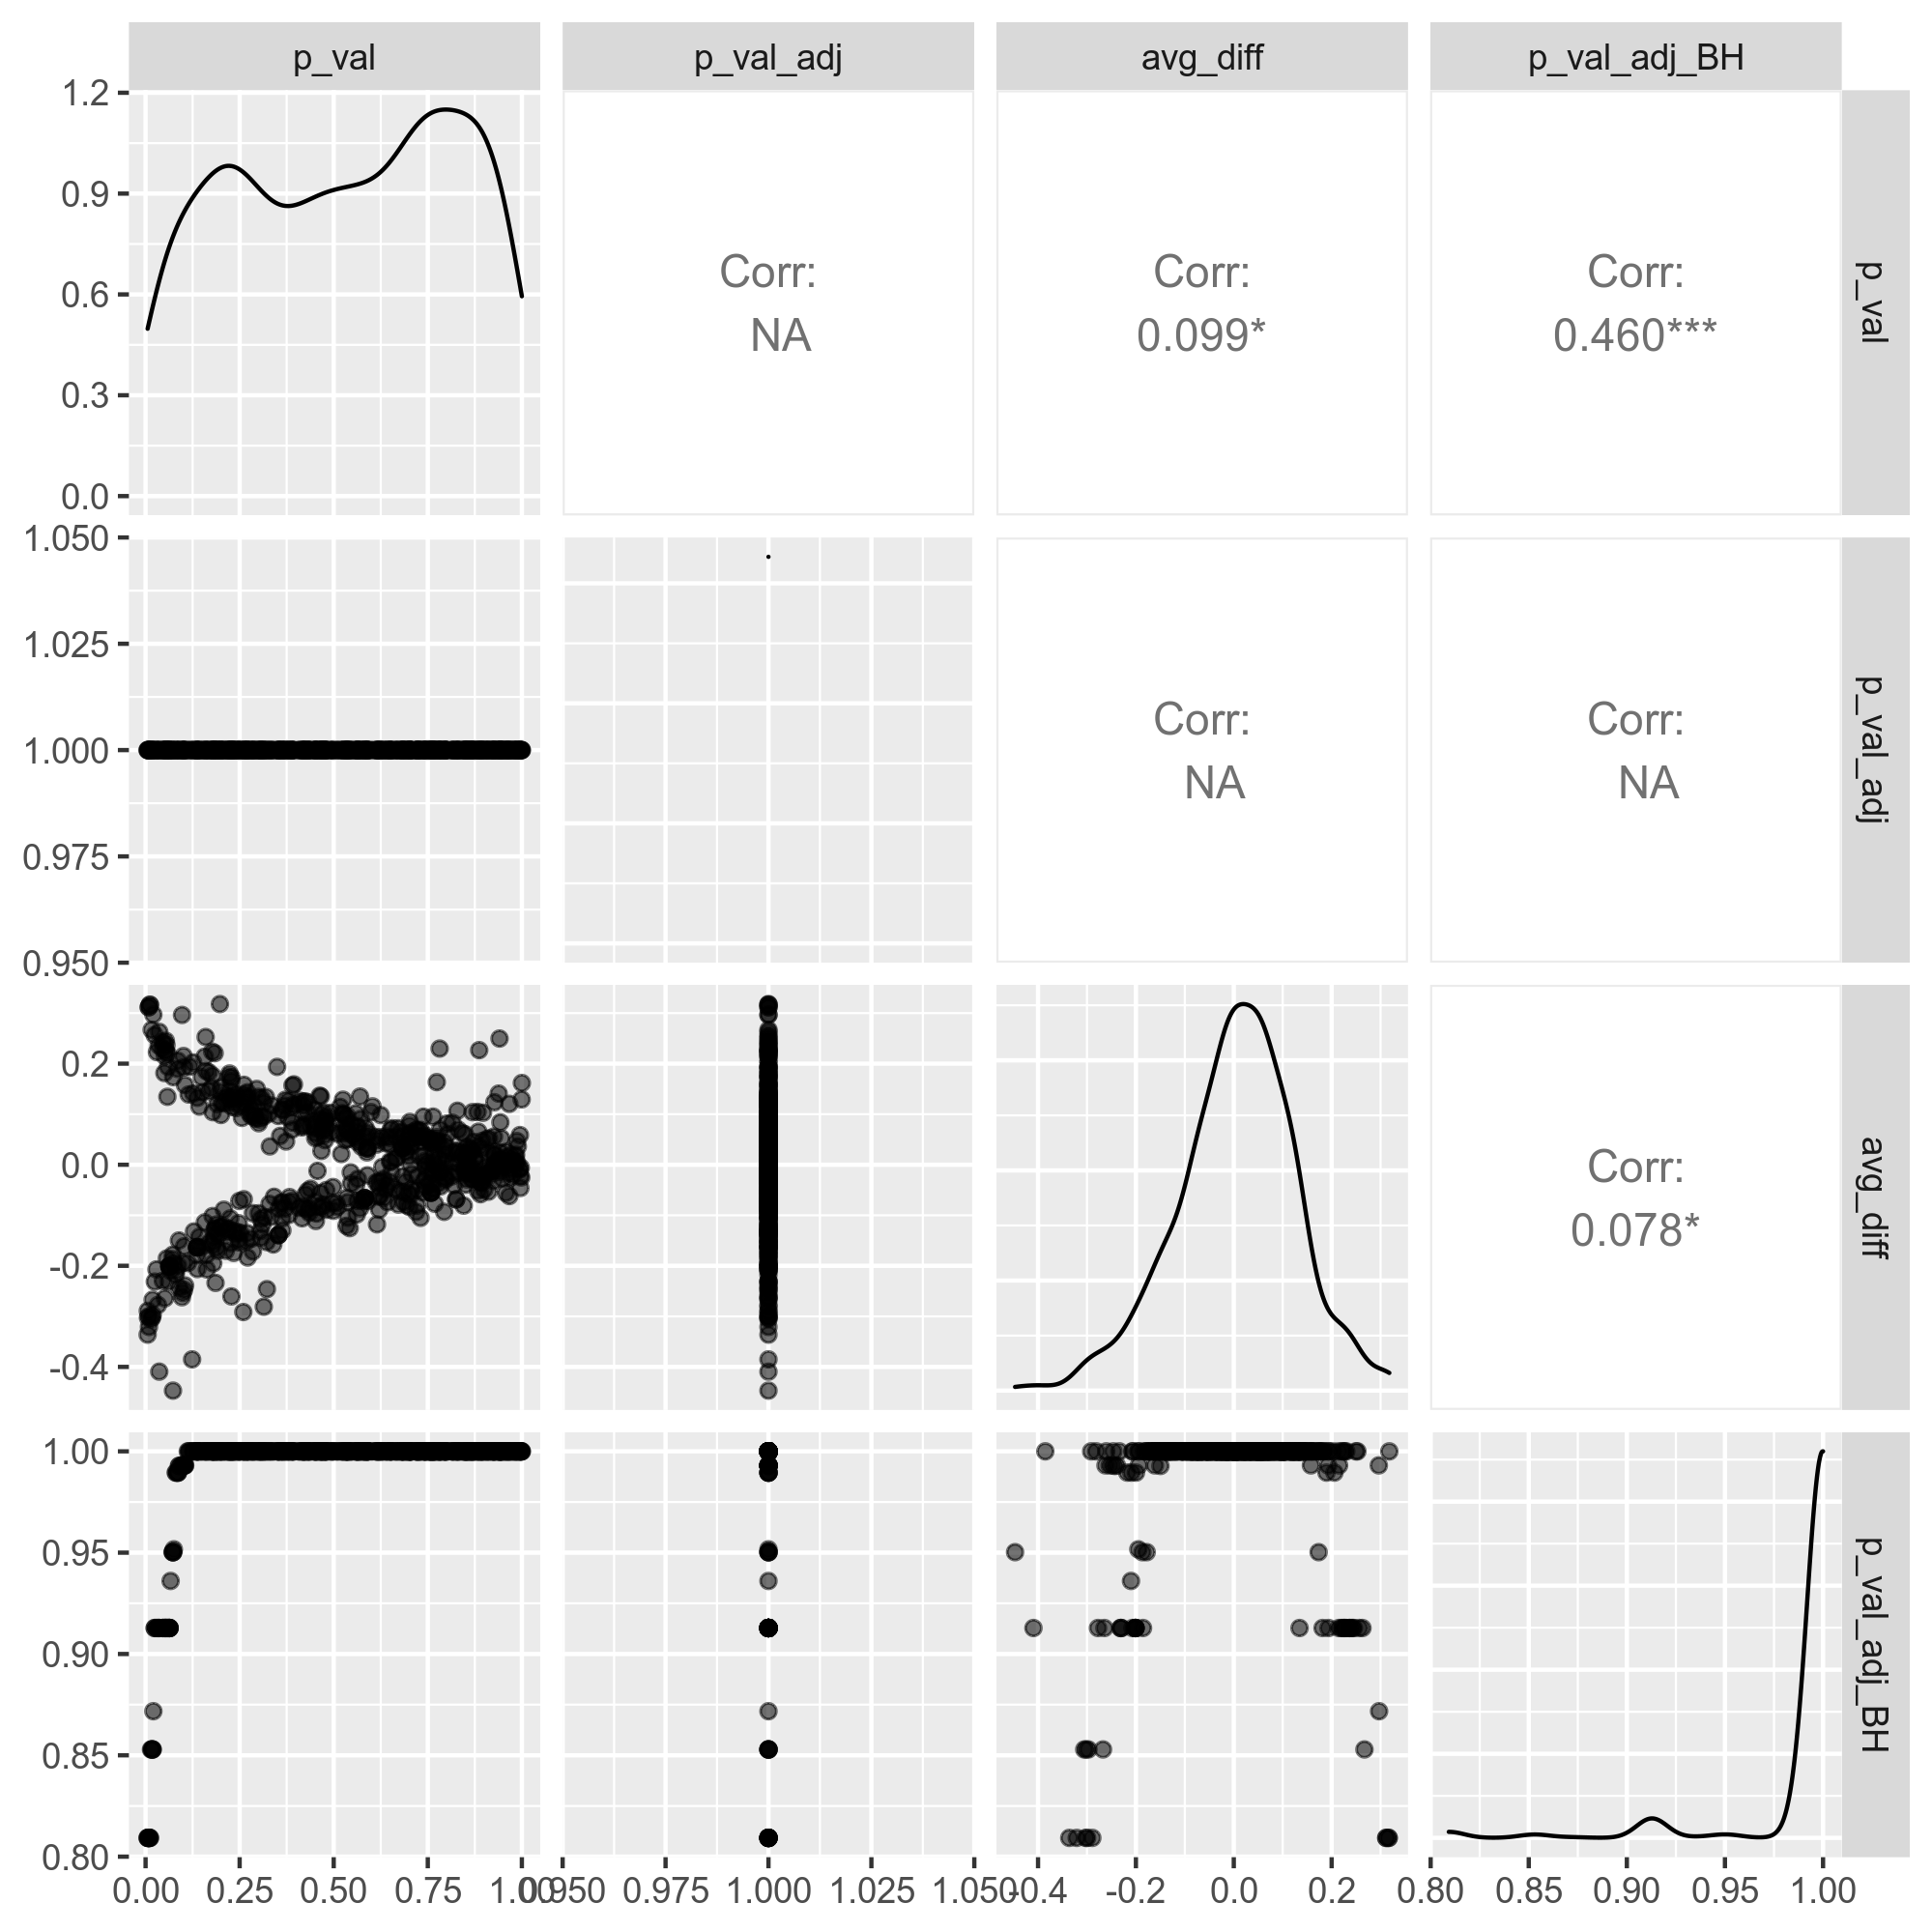 p_val p_val_adj avg_diff p_val_adj_BH
1.2
0.9
0.6
0.3
0.0
Corr:
NA
Corr:
0.099*
Corr:
0.460***
p_val
1.050
1.025
1.000
0.975
0.950
Corr:
NA
Corr:
NA
p_val_adj
0.2
0.0
-0.2
-0.4
Corr:
0.078*
avg_diff
1.00
0.95
0.90
0.85
0.80
p_val_adj_BH
0.00 0.25 0.50 0.75 1.00 0.950 0.975 1.000 1.025 1.050 -0.4 -0.2 0.0 0.2 0.80 0.85 0.90 0.95 1.00